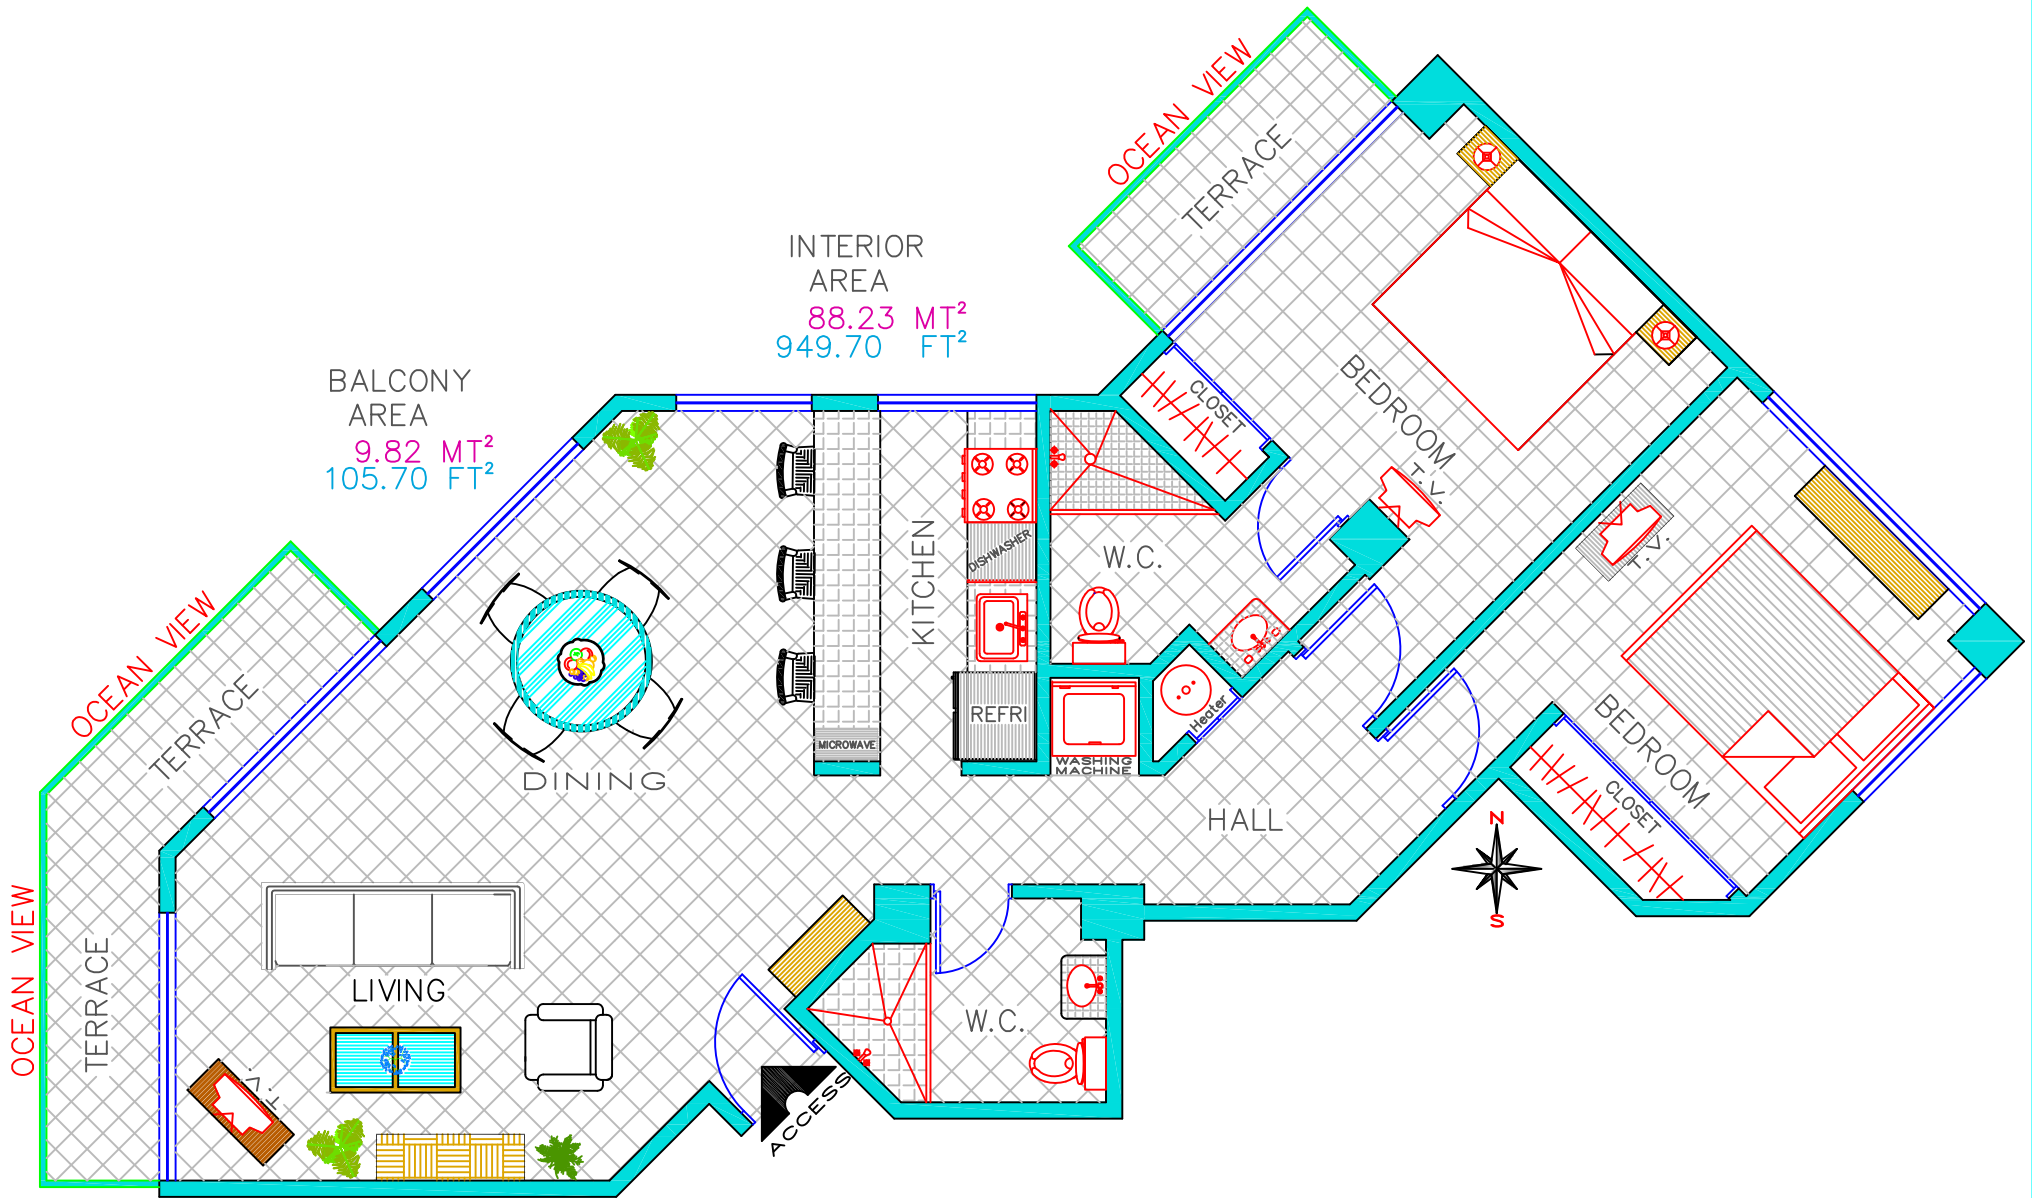 OCEAN VIEW
TERRACE
INTERIOR
AREA
88.23 MT²
949.70 FT²
BALCONY
AREA
9.82 MT²
105.70 FT²
CLOSET
BEDROOM
T.V.
KITCHEN
DISHWASHER
W.C.
T.V.
OCEAN VIEW
TERRACE
REFRI
Heater
MICROWAVE
WASHING
MACHINE
DINING
BEDROOM
CLOSET
HALL
N
S
OCEAN VIEW
TERRACE
LIVING
W.C.
T.V.
ACCESS